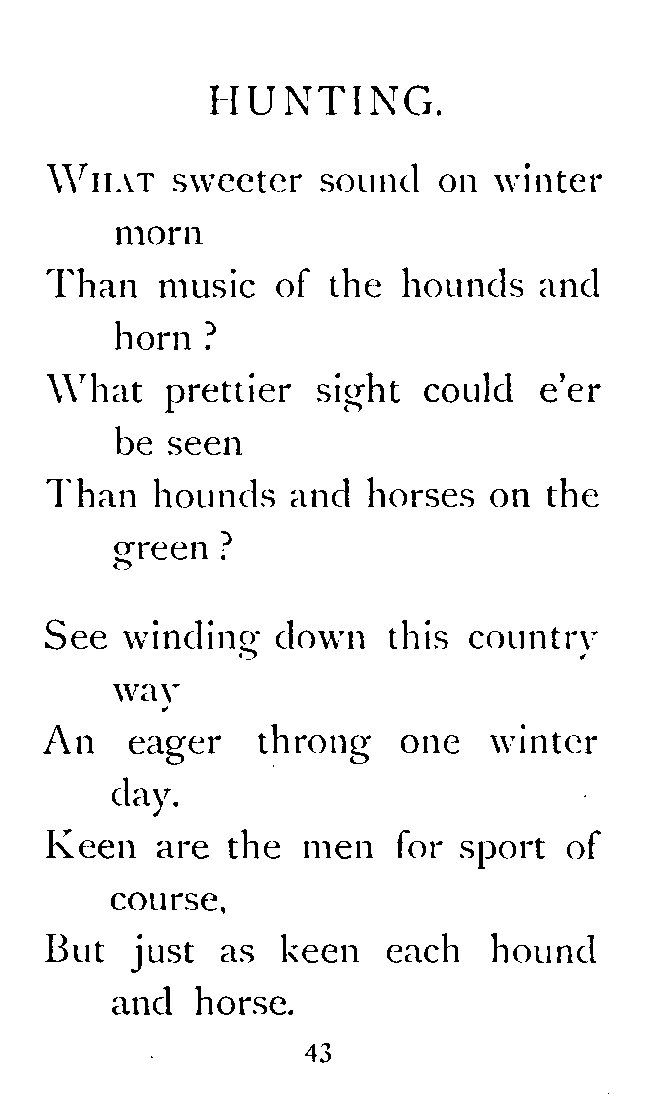 HUNTING.
WHAT sweeter sound on winter
morn
Than music of the hounds and
horn ?
What prettier sight could e'er
be seen
Than hounds and horses on the
green ?
See winding down this country
way
An eager throng one winter
day.
Keen are the men for sport of
course,
But just as keen each hound
and horse.
43